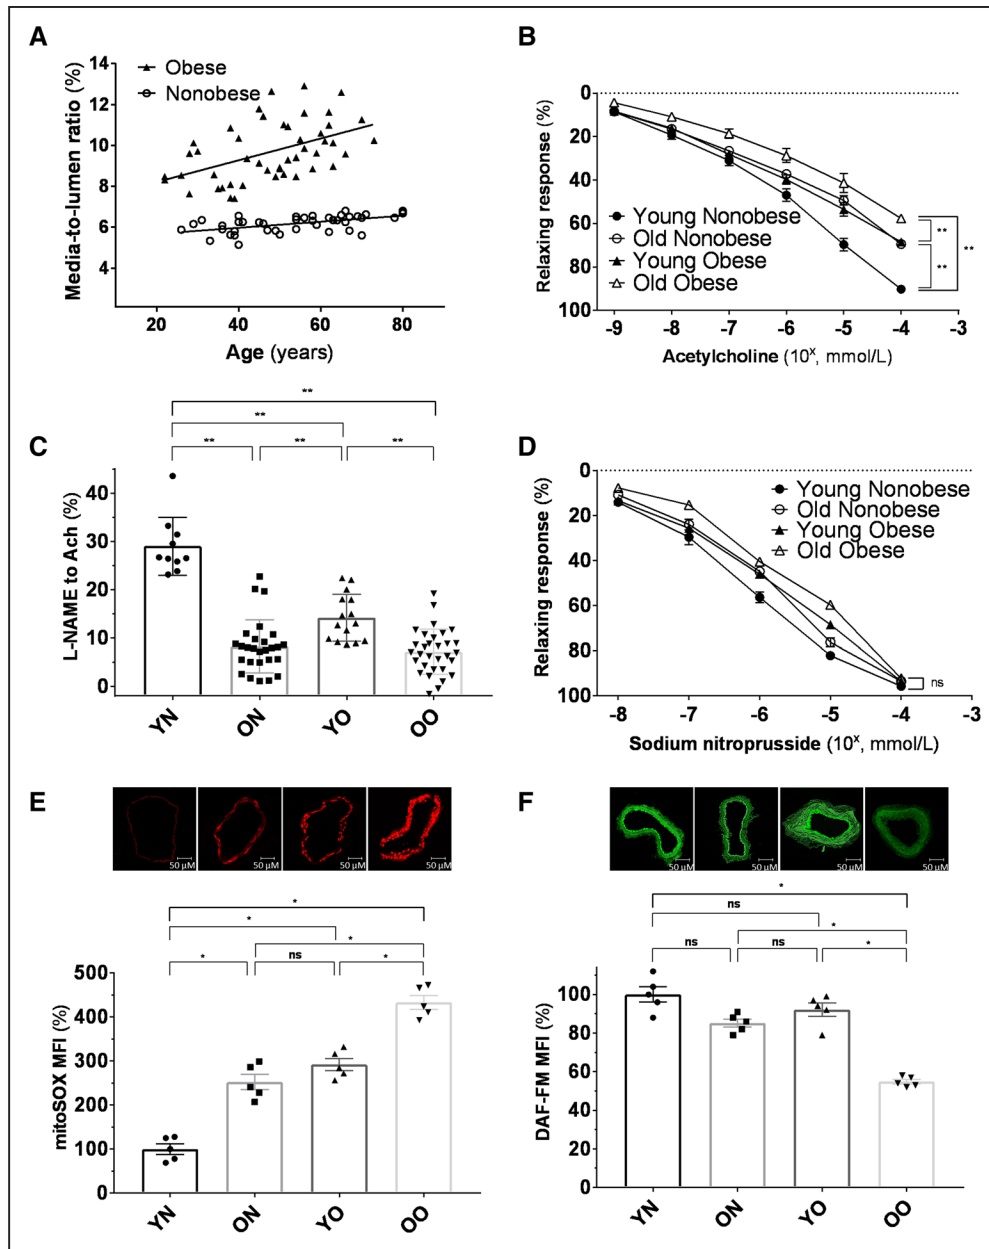 A
Media-to-lumen ratio (%)
14
12
10
8
6
4
Obese
Nonobese
20 40 60 80
Age (years)
B
Relaxing response (%)
0
20
40
60
80
100
Young Nonobese
Old Nonobese
Young Obese
Old Obese
**
**
**
-9 -8 -7 -6 -5 -4 -3
Acetylcholine (10^x, mmol/L)
C
L-NAME to Ach (%)
**
**
** ** **
40
30
20
10
0
YN ON YO OO
D
Relaxing response (%)
0
20
40
60
80
100
Young Nonobese
Old Nonobese
Young Obese
Old Obese
ns
-8 -7 -6 -5 -4 -3
Sodium nitroprusside (10^x, mmol/L)
E
50 µM 50 µM 50 µM 50 µM
mitoSOX MFI (%)
*
*
*
* ns *
500
400
300
200
100
0
YN ON YO OO
F
50 µM 50 µM 50 µM 50 µM
DAF-FM MFI (%)
*
ns
*
ns ns *
100
80
60
40
20
0
YN ON YO OO